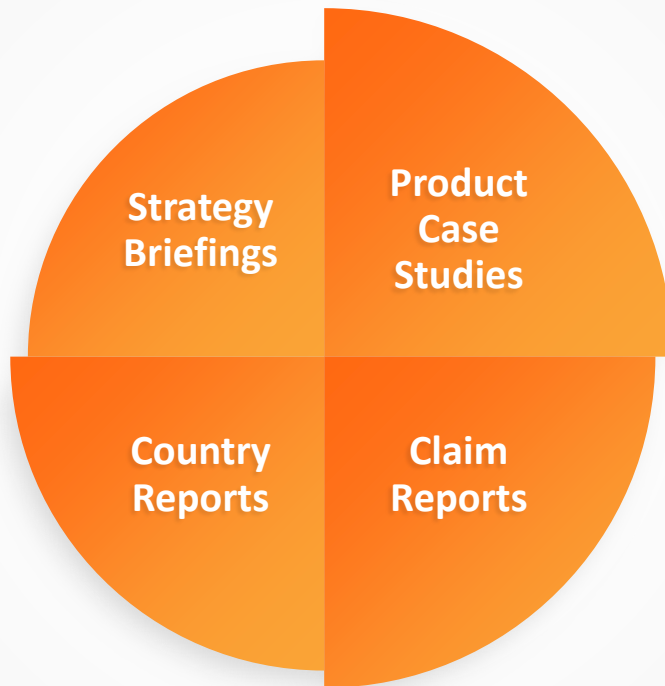 Strategy
Briefings
Product
Case
Studies
Country
Reports
Claim
Reports